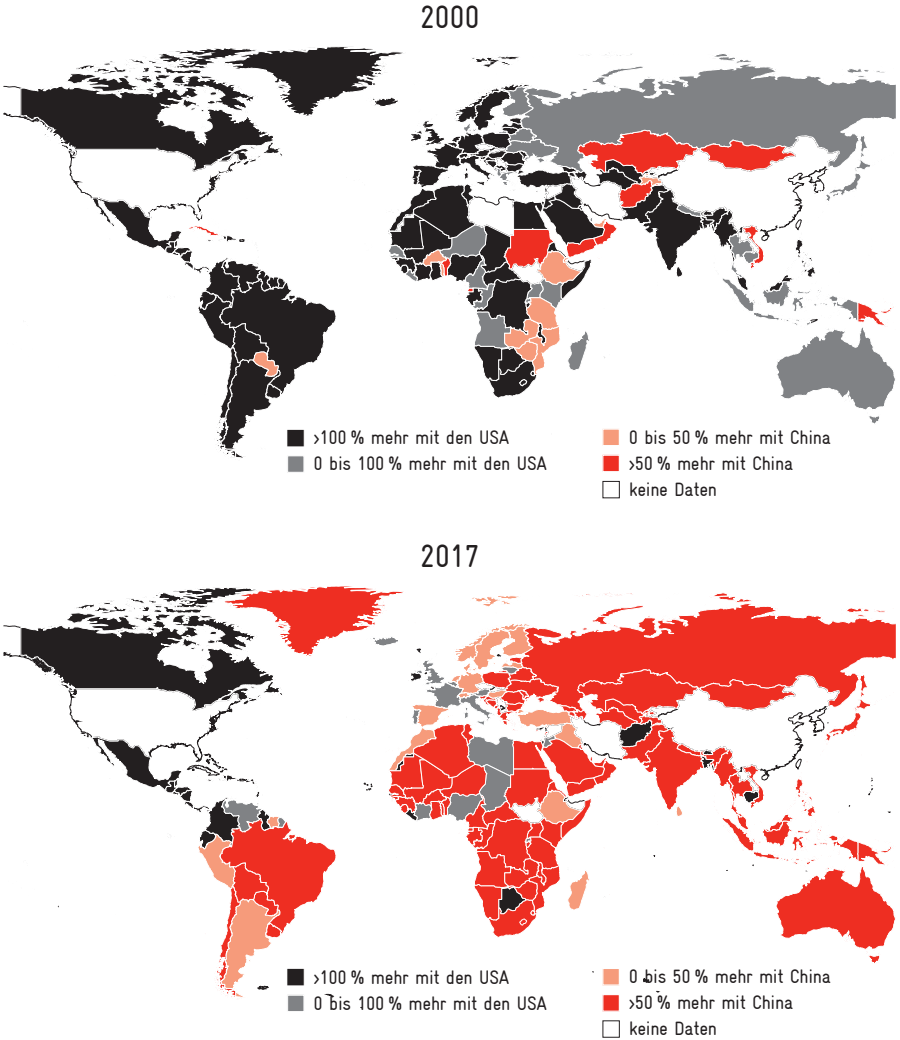 2000
>100 % mehr mit den USA
0 bis 100 % mehr mit den USA
0 bis 50 % mehr mit China
>50 % mehr mit China
keine Daten
2017
>100 % mehr mit den USA
0 bis 100 % mehr mit den USA
0 bis 50 % mehr mit China
>50 % mehr mit China
keine Daten